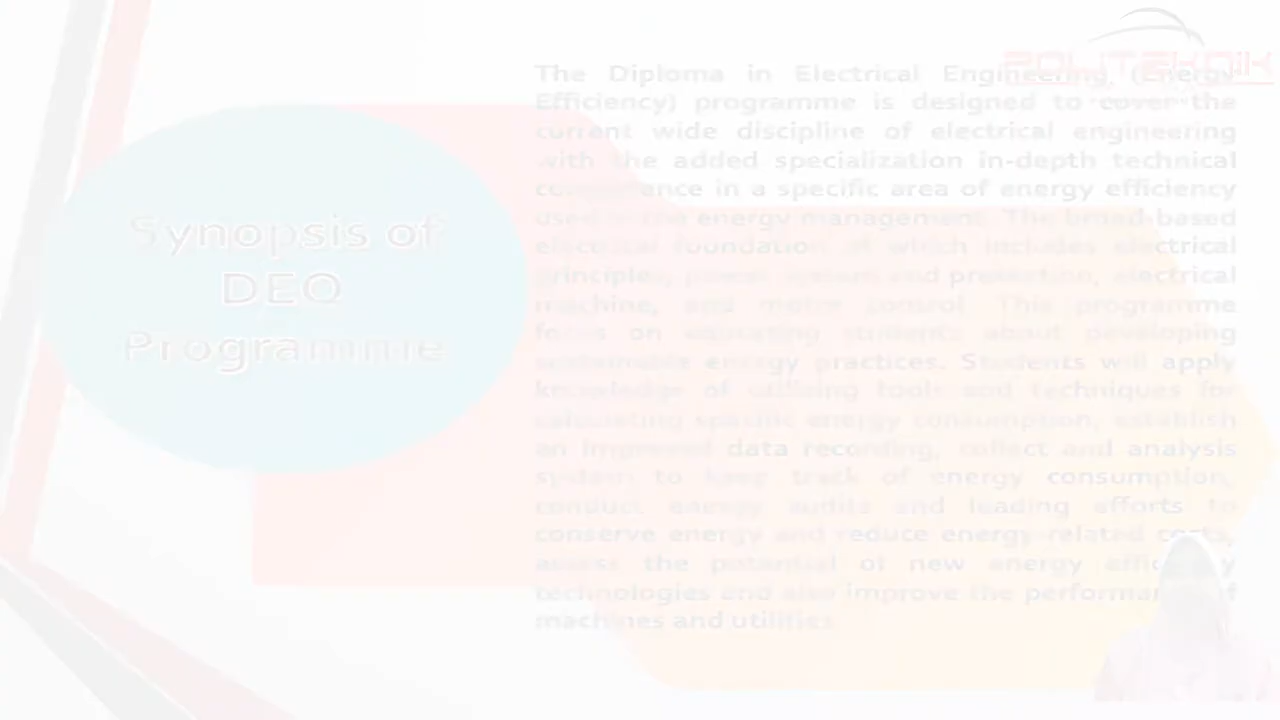 POLITEKNIK
Synopsis of
DEQ
Programme
The Diploma in Electrical Engineering (Energy
Efficiency) programme is designed to cover the
current wide discipline of electrical engineering
with the added specialization in-depth technical
competence in a specific area of energy efficiency
used in the energy management. The broad-based
electrical foundation of which includes electrical
principles, power system and protection, electrical
machine, and motor control. This programme
focus on educating students about developing
sustainable energy practices. Students will apply
knowledge of utilising tools and techniques for
calculating specific energy consumption, establish
an improved data recording, collect and analysis
system to keep track of energy consumption,
conduct energy audits and leading efforts to
conserve energy and reduce energy-related costs,
assess the potential of new energy efficiency
technologies and also improve the performance of
machines and utilities.